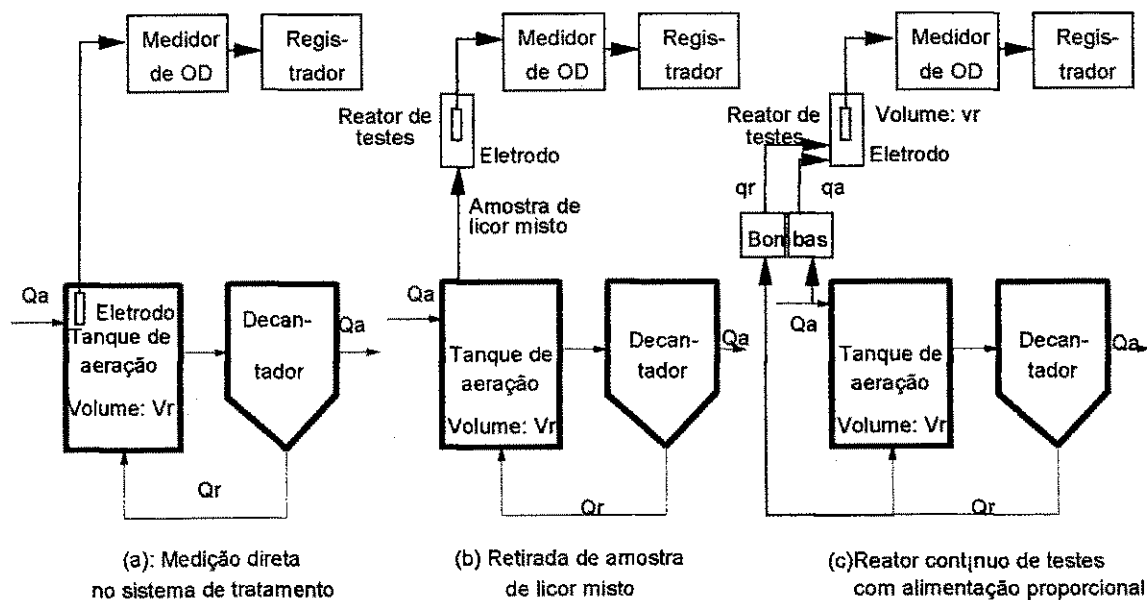 Medidor
de OD
Regis-
trador
Qa
Eletrodo
Tanque de
aeração
Volume: Vr
Decan-
tador
Qa
Qr
(a): Medição direta
no sistema de tratamento
Medidor
de OD
Regis-
trador
Reator de
testes
Eletrodo
Amostra de
licor misto
Qa
Tanque de
aeração
Volume: Vr
Decan-
tador
Qa
Qr
(b) Retirada de amostra
de licor misto
Medidor
de OD
Regis-
trador
Reator de
testes
Volume: vr
Eletrodo
qr
qa
Bon bas
Qa
Tanque de
aeração
Volume: Vr
Decan-
tador
Qa
Qr
(c)Reator contínuo de testes
com alimentação proporcional